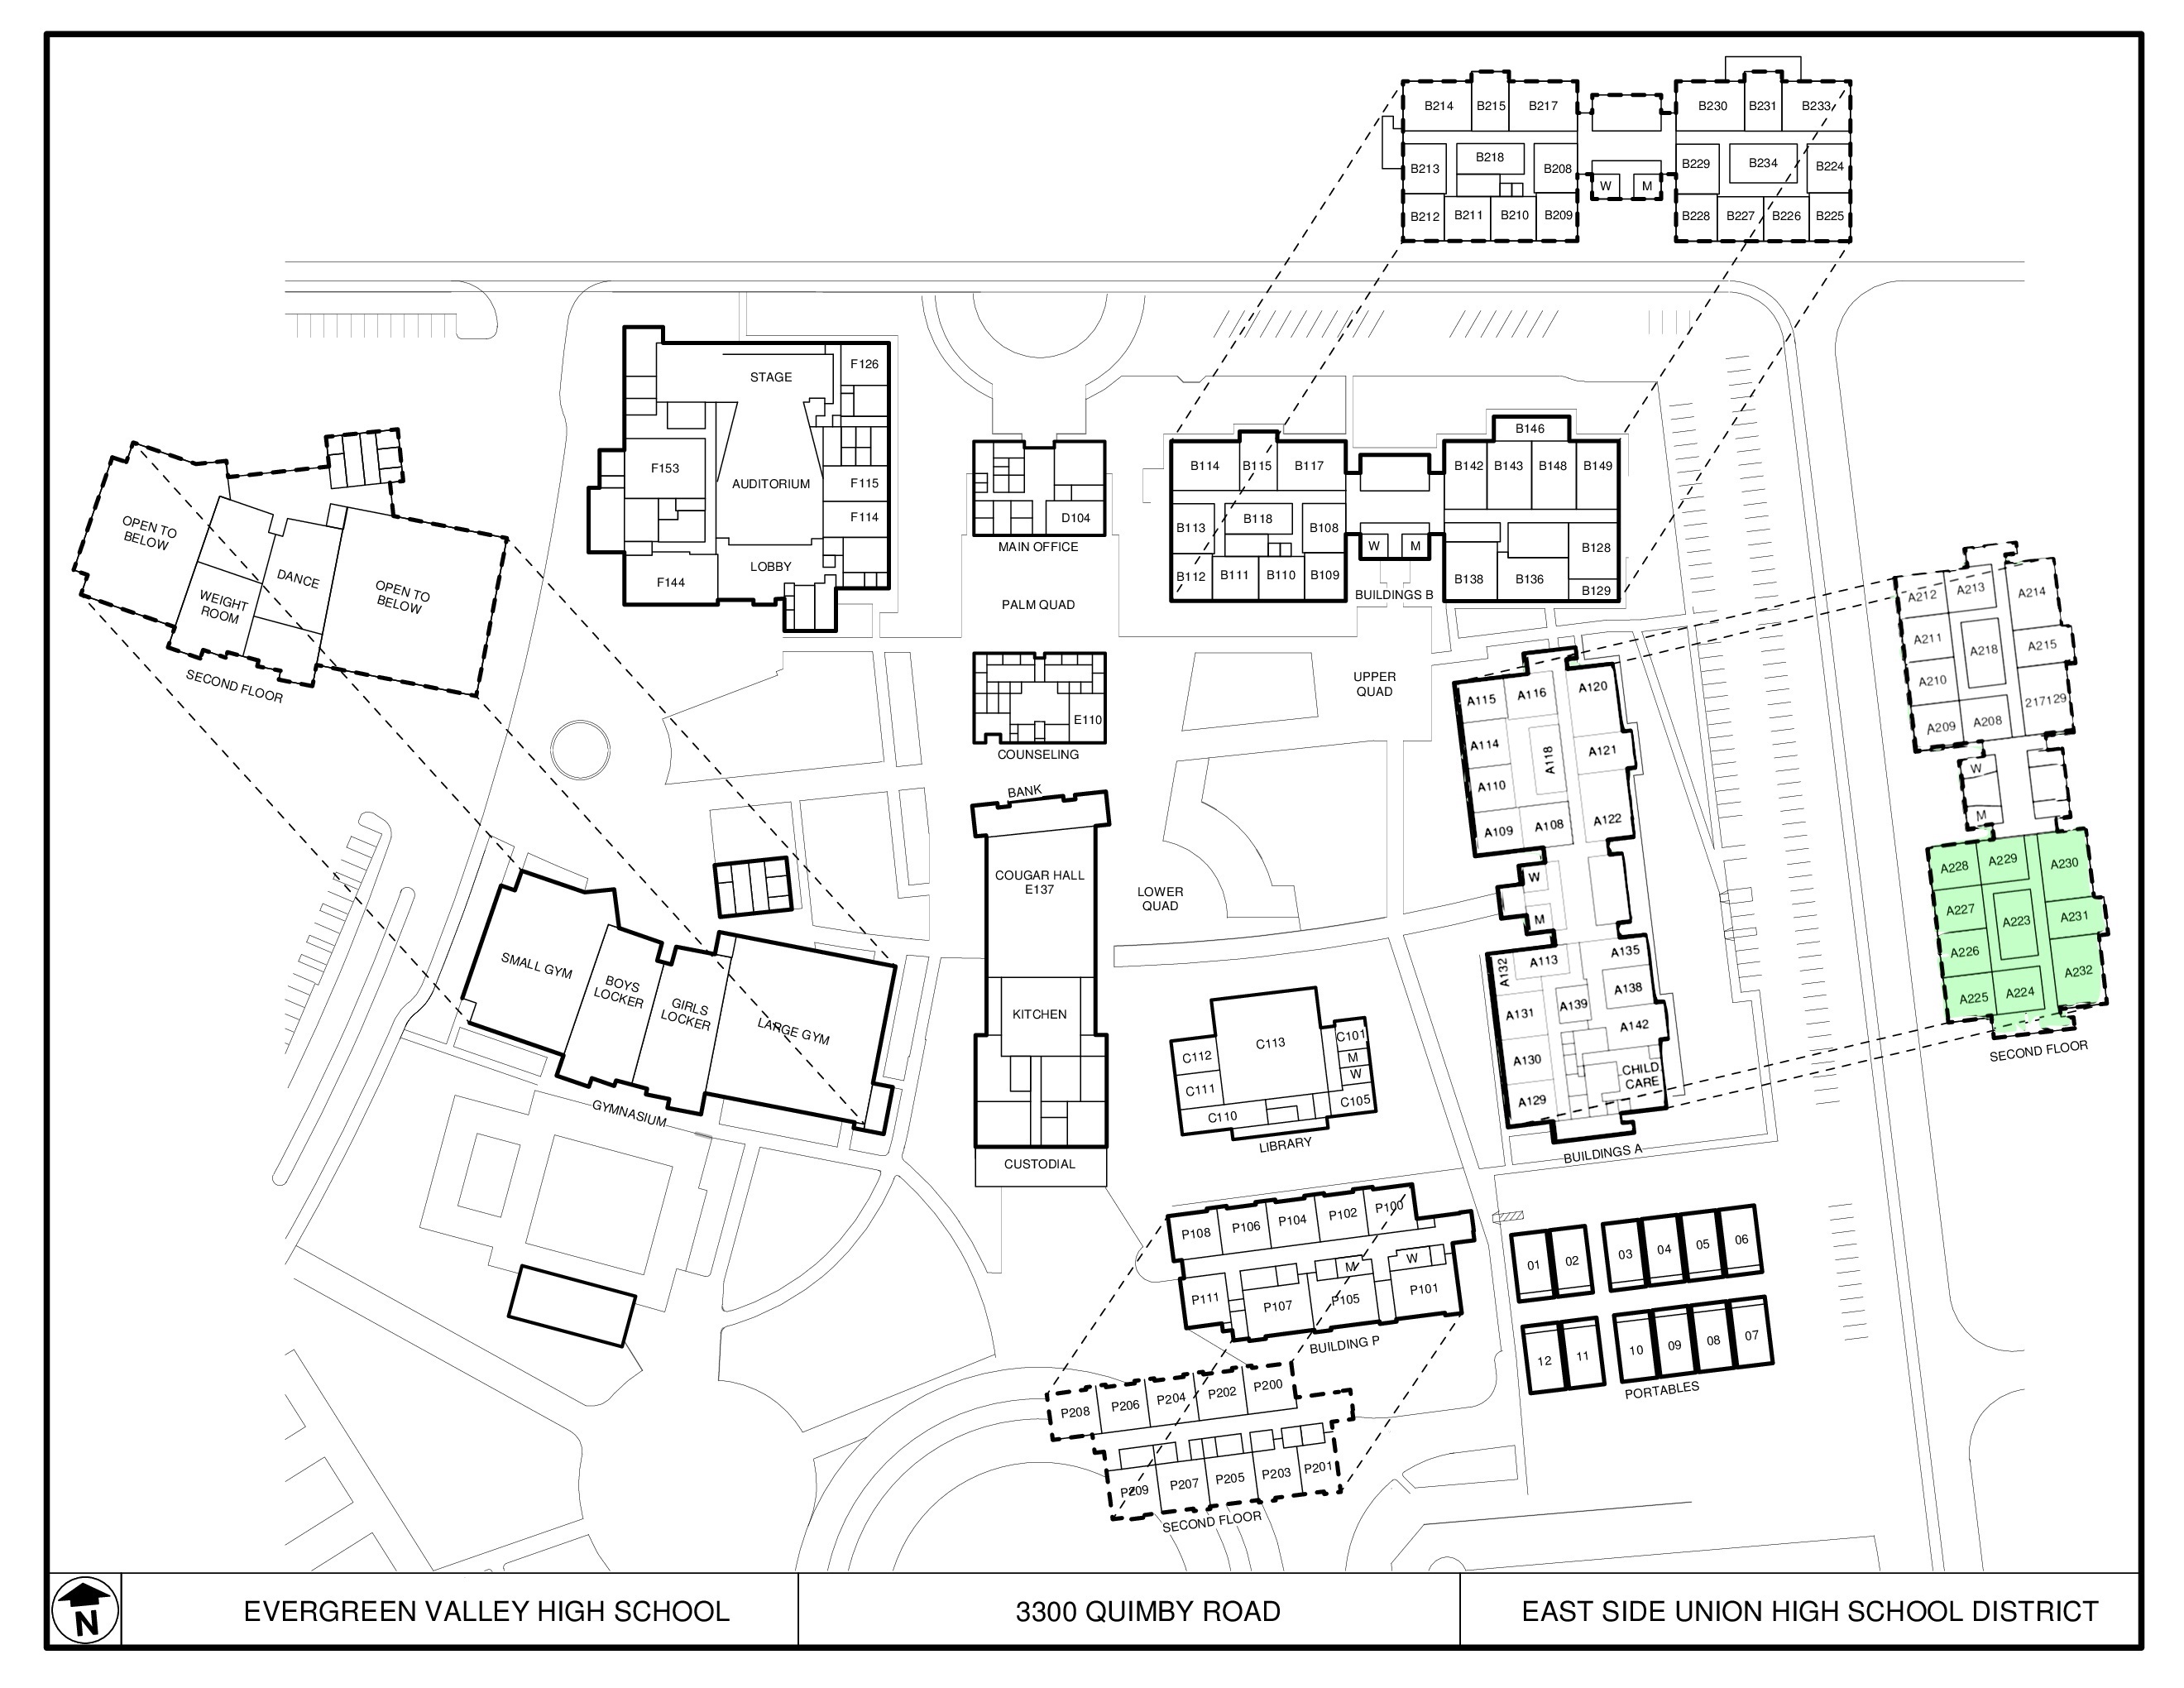 B214
B215
B217
B230
B231
B233
B213
B218
B208
B229
B234
B224
W
M
B212
B211
B210
B209
B228
B227
B226
B225
STAGE
F126
F153
AUDITORIUM
F115
F114
F144
LOBBY
D104
MAIN OFFICE
PALM QUAD
B114
B115
B117
B113
B118
B108
B112
B111
B110
B109
W
M
BUILDINGS B
B146
B142
B143
B148
B149
B128
B138
B136
B129
OPEN TO
BELOW
WEIGHT
ROOM
DANCE
OPEN TO
BELOW
SECOND FLOOR
E110
COUNSELING
UPPER
QUAD
A115
A116
A120
A114
A118
A121
A110
A109
A108
A122
W
M
A132
A113
A135
A139
A138
A131
A142
A130
CHILD
CARE
A129
BUILDINGS A
A212
A213
A214
A211
A218
A215
A210
217129
A209
A208
W
M
A228
A229
A230
A227
A223
A231
A226
A232
A225
A224
SECOND FLOOR
BANK
COUGAR HALL
E137
KITCHEN
CUSTODIAL
LOWER
QUAD
SMALL GYM
BOYS
LOCKER
GIRLS
LOCKER
LARGE GYM
GYMNASIUM
C113
C101
C112
M
W
C111
C105
C110
LIBRARY
P108
P106
P104
P102
P100
M
W
P111
P107
P105
P101
BUILDING P
P208
P206
P204
P202
P200
P209
P207
P205
P203
P201
SECOND FLOOR
01
02
03
04
05
06
12
11
10
09
08
07
PORTABLES
N
EVERGREEN VALLEY HIGH SCHOOL
3300 QUIMBY ROAD
EAST SIDE UNION HIGH SCHOOL DISTRICT